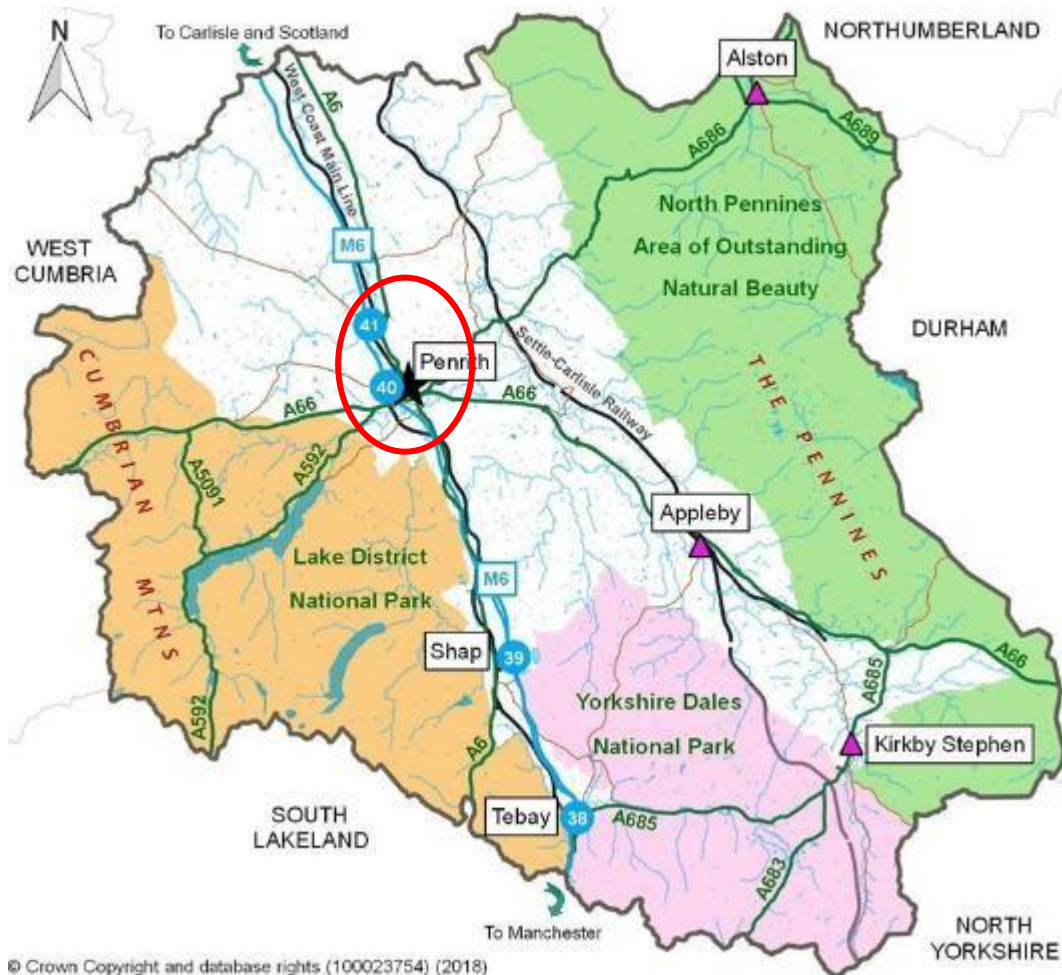 N
To Carlisle and Scotland
NORTHUMBERLAND
Alston
West Coast Main Line
A6
A686
A689
North Pennines
Area of Outstanding
Natural Beauty
WEST
CUMBRIA
M6
DURHAM
41
Penrith
40
Settle-Carlisle Railway
A66
A66
THE PENNINES
CUMBRIAN MTNS
A5091
A592
Appleby
Lake District
National Park
M6
Shap
39
A685
A66
Yorkshire Dales
National Park
A592
A6
Kirkby Stephen
SOUTH
LAKELAND
Tebay
38
A685
A683
To Manchester
NORTH
YORKSHIRE
© Crown Copyright and database rights (100023754) (2018)